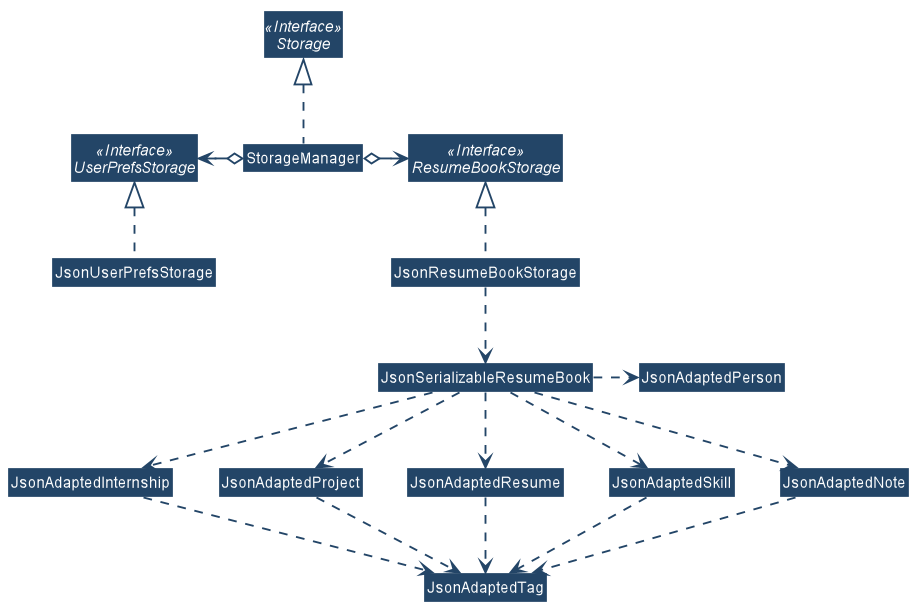 «Interface»
Storage
«Interface»
UserPrefsStorage
StorageManager
«Interface»
ResumeBookStorage
JsonUserPrefsStorage
JsonResumeBookStorage
JsonSerializableResumeBook
JsonAdaptedPerson
JsonAdaptedInternship
JsonAdaptedProject
JsonAdaptedResume
JsonAdaptedSkill
JsonAdaptedNote
JsonAdaptedTag